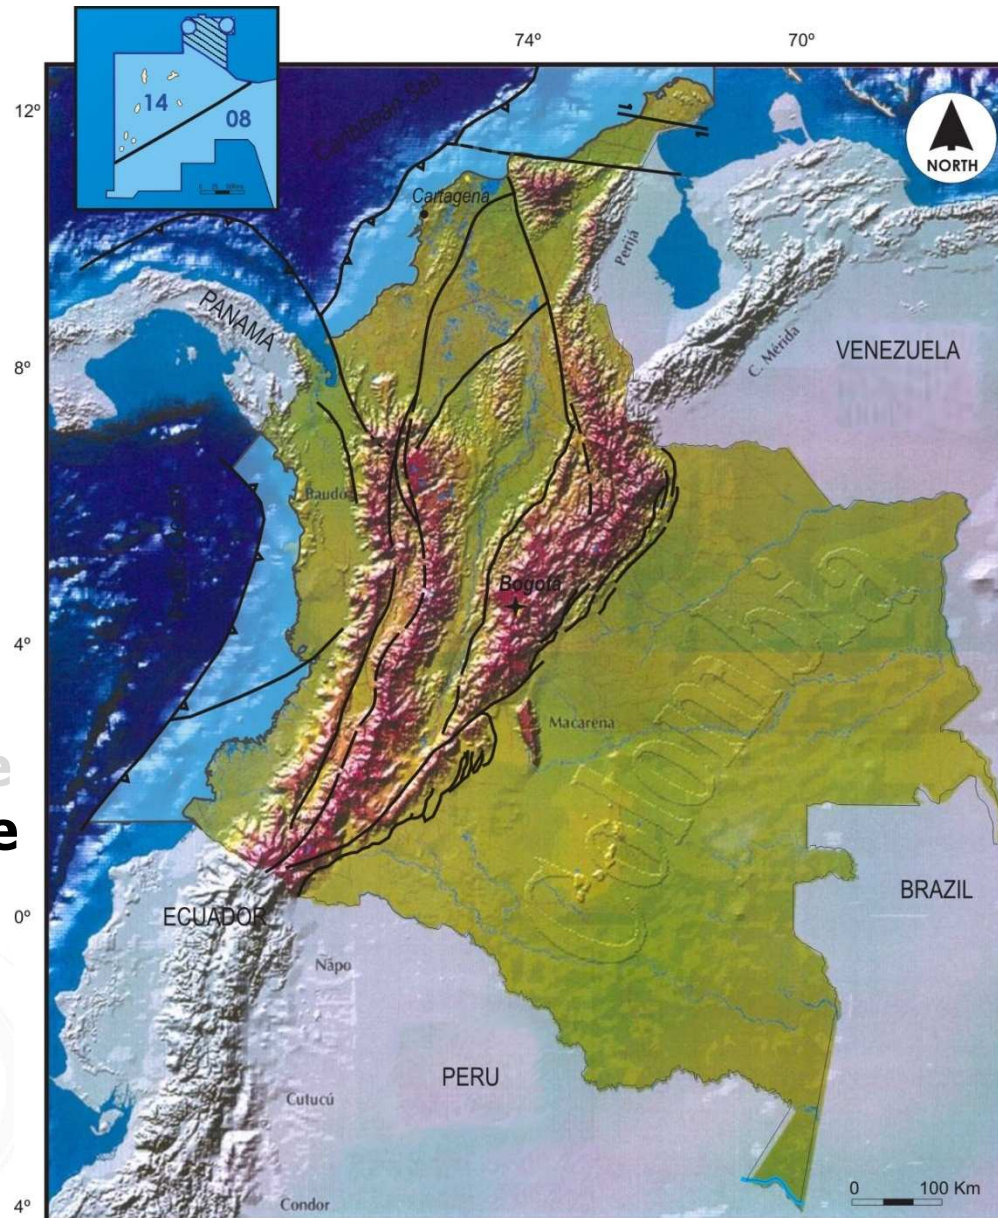 74° 70°
12°
14
08
Caribbean Sea
NORTH
Cartagena
Perijá
PANAMA
C. Mérida
VENEZUELA
8°
Baudó
Bogotá
4°
Macarena
Colombia
e
e
BRAZIL
0°
ECUADOR
Napo
PERU
Cutucú
Condor
4°
0 100 Km